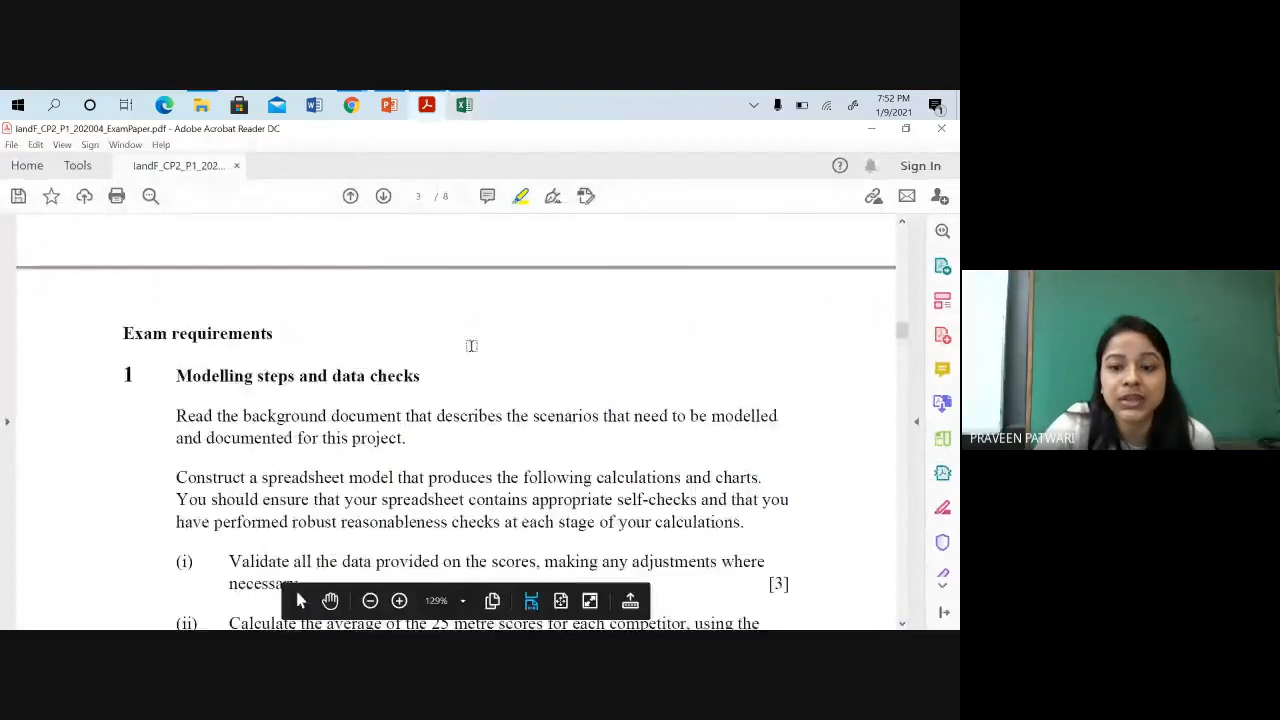 7:52 PM
1/9/2021
IandF_CP2_P1_202004_ExamPaper.pdf - Adobe Acrobat Reader DC
File Edit View Sign Window Help
Home Tools IandF_CP2_P1_202... × Sign In
3 / 8
Exam requirements
1 Modelling steps and data checks
Read the background document that describes the scenarios that need to be modelled
and documented for this project.
Construct a spreadsheet model that produces the following calculations and charts.
You should ensure that your spreadsheet contains appropriate self-checks and that you
have performed robust reasonableness checks at each stage of your calculations.
(i) Validate all the data provided on the scores, making any adjustments where
necessary. [3]
129%
(ii) Calculate the average of the 25 metre scores for each competitor, using the
PRAVEEN PATWARI